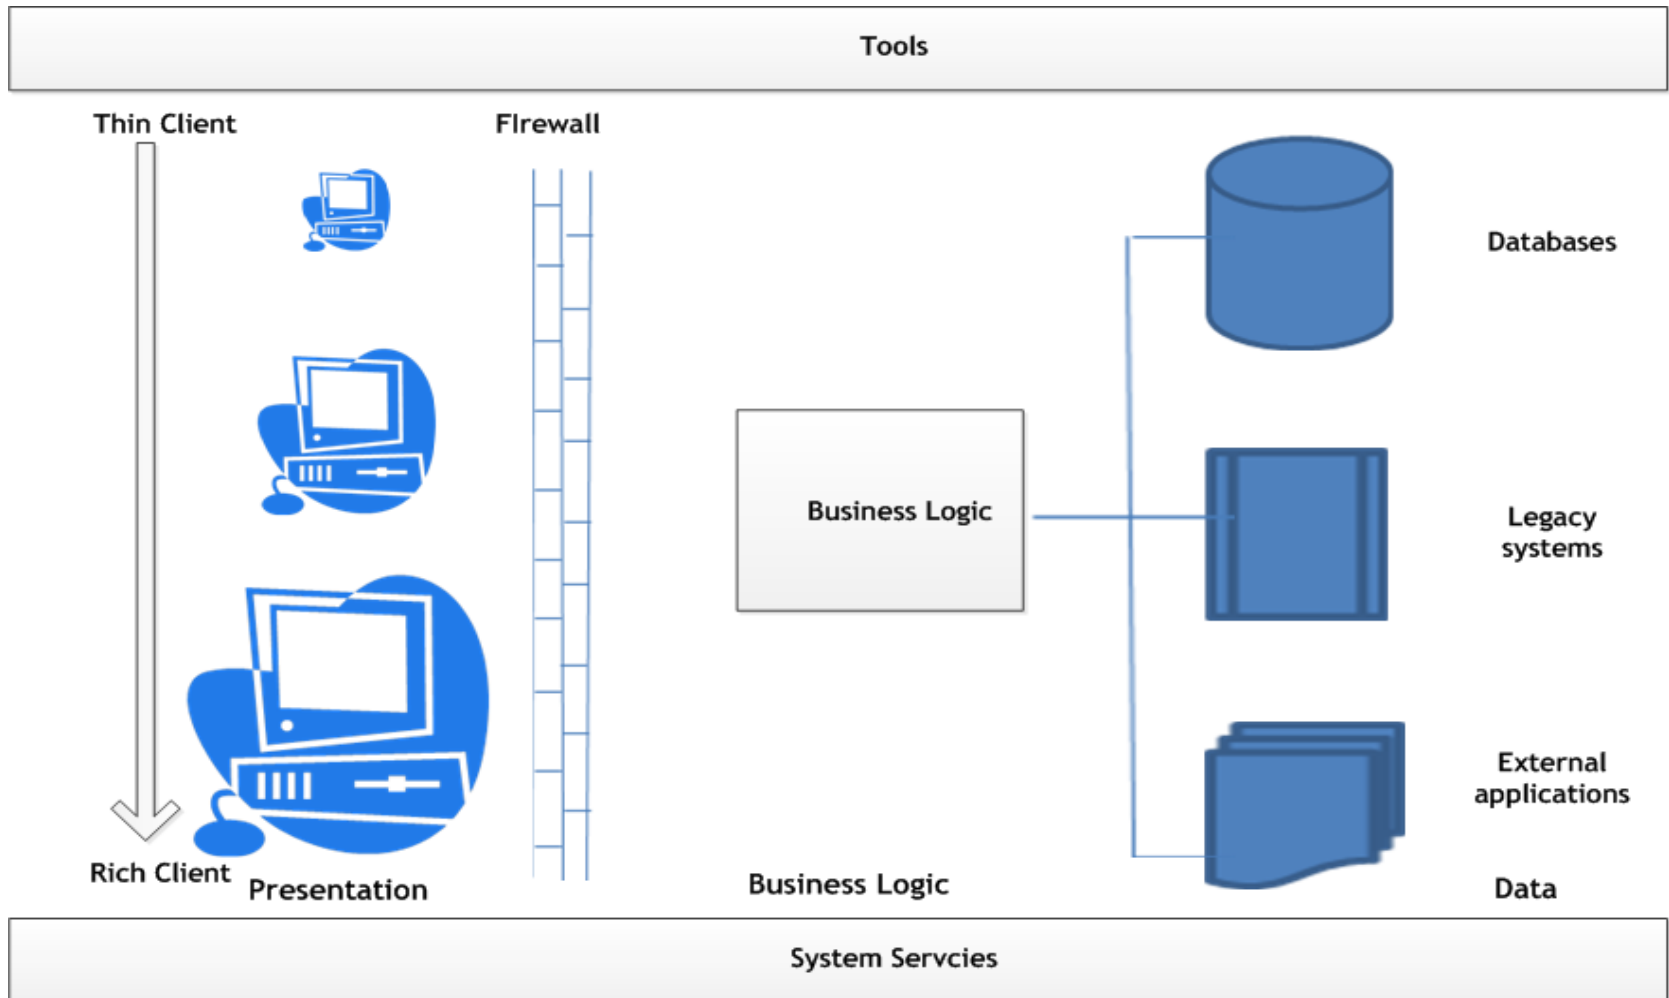 Tools
Thin Client
FIrewall
Databases
Business Logic
Legacy
systems
External
applications
Rich Client
Presentation
Business Logic
Data
System Servcies